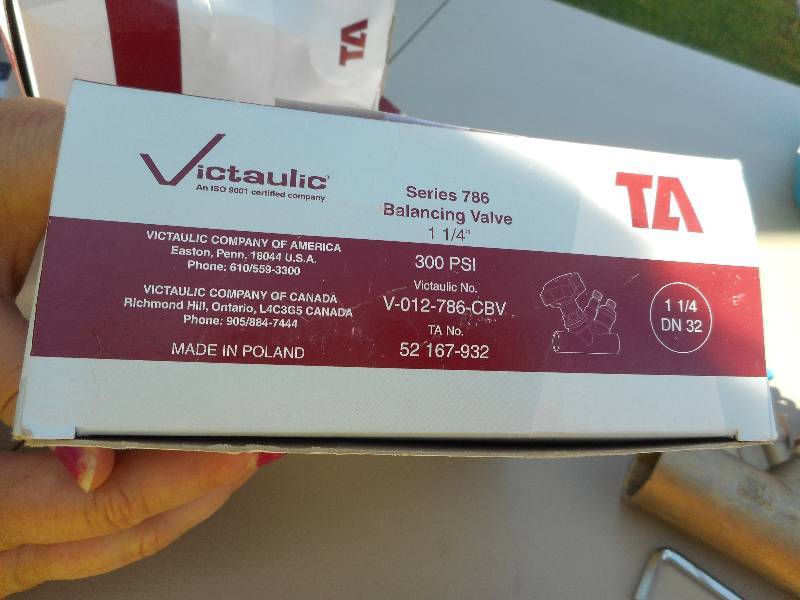 TA
Victaulic
An ISO 9001 certified company
VICTAULIC COMPANY OF AMERICA
Easton, Penn. 18044 U.S.A.
Phone: 610/559-3300
VICTAULIC COMPANY OF CANADA
Richmond Hill, Ontario, L4C3G5 CANADA
Phone: 905/884-7444
MADE IN POLAND
Series 786
Balancing Valve
1 1/4"
300 PSI
Victaulic No.
V-012-786-CBV
TA No.
52 167-932
TA
1 1/4
DN 32